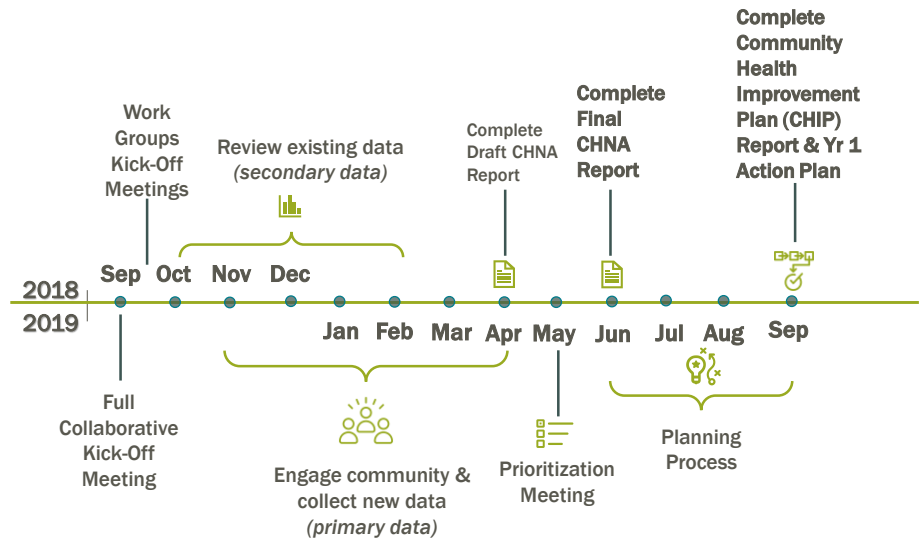 Complete
Community
Health
Improvement
Plan (CHIP)
Report & Yr 1
Action Plan
Complete
Final
CHNA
Report
Work
Groups
Kick-Off
Meetings
Review existing data
(secondary data)
Complete
Draft CHNA
Report
Sep Oct Nov Dec
2018
2019
Jan Feb Mar Apr May Jun Jul Aug Sep
Full
Collaborative
Kick-Off
Meeting
Engage community &
collect new data
(primary data)
Prioritization
Meeting
Planning
Process